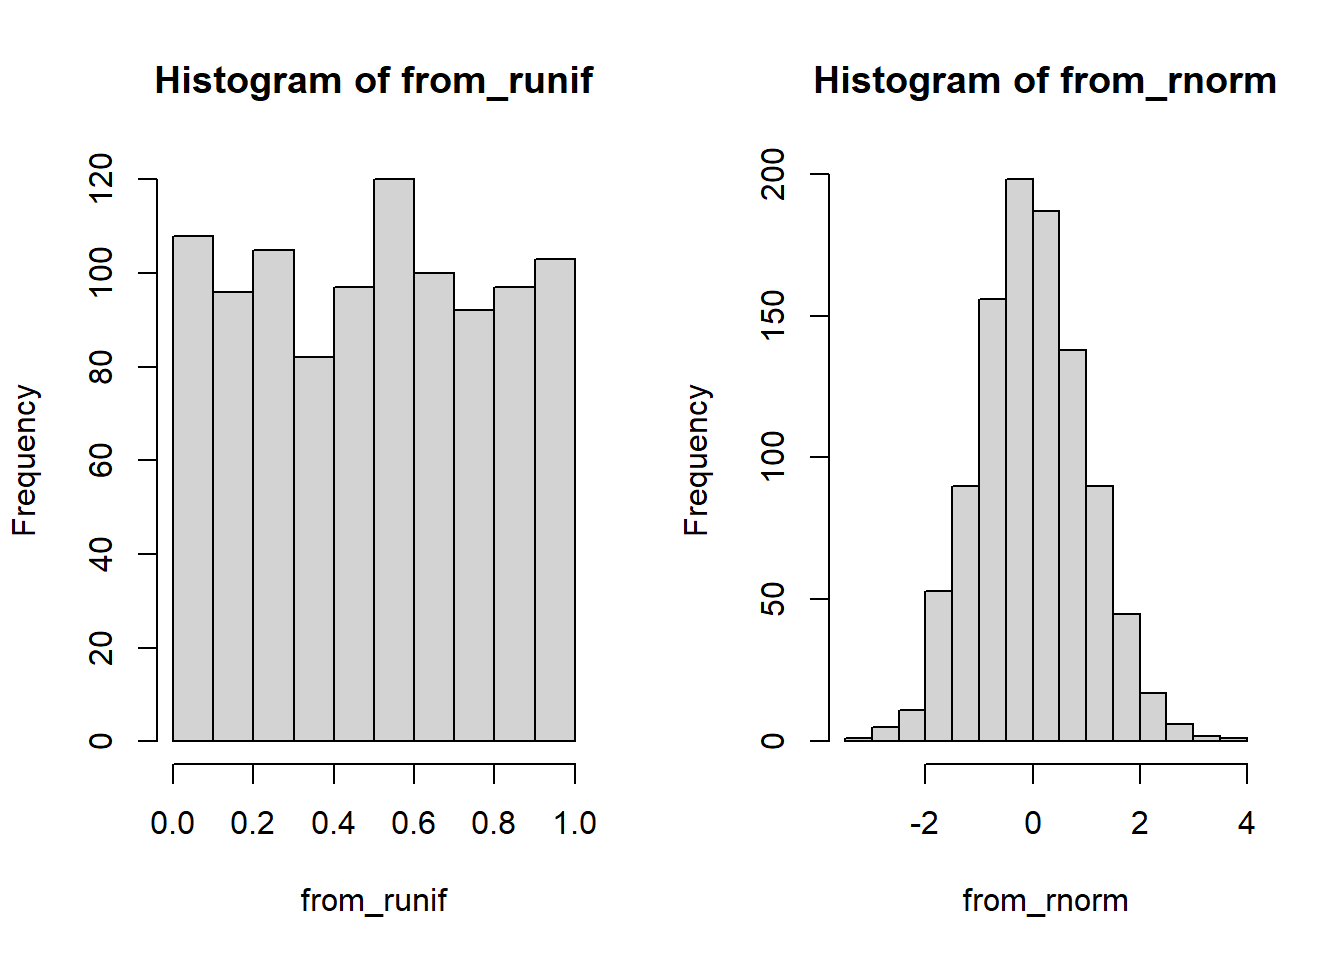 Histogram of from_runif
Frequency
0 20 40 60 80 100 120
0.0 0.2 0.4 0.6 0.8 1.0
from_runif
Histogram of from_rnorm
Frequency
0 50 100 150 200
-2 0 2 4
from_rnorm